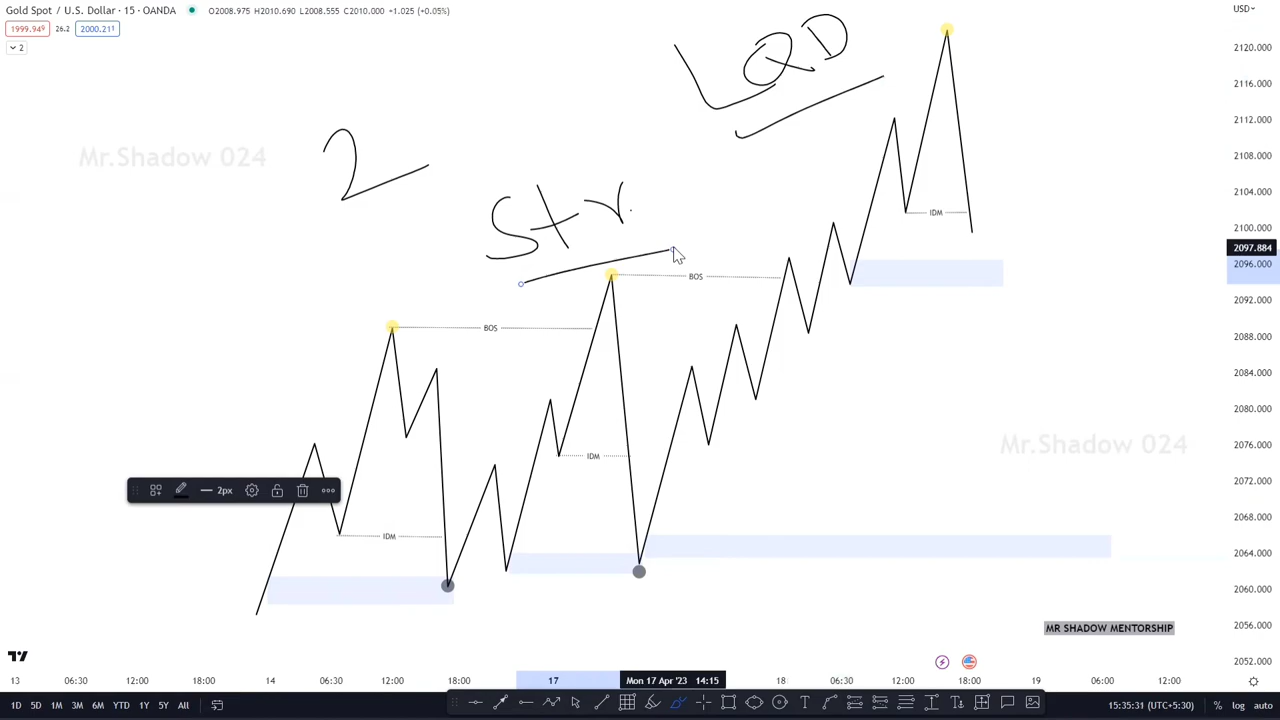 Gold Spot / U.S. Dollar · 15 · OANDA O2008.975 H2010.690 L2008.555 C2010.000 +1.025 (+0.05%)
USD
1999.949 26.2 2000.211
2
LQD
2
Str.
Mr.Shadow 024
Mr.Shadow 024
IDM
BOS
BOS
IDM
IDM
2120.000
2116.000
2112.000
2108.000
2104.000
2100.000
2097.884
2096.000
2092.000
2088.000
2084.000
2080.000
2076.000
2072.000
2068.000
2064.000
2060.000
2056.000
2052.000
2px
MR SHADOW MENTORSHIP
13 06:30 12:00 18:00 14 06:30 12:00 18:00 17 Mon 17 Apr '23 14:15 18 06:30 12:00 18:00 19 06:30 12:00
1D 5D 1M 3M 6M YTD 1Y 5Y All
15:35:31 (UTC+5:30) % log auto